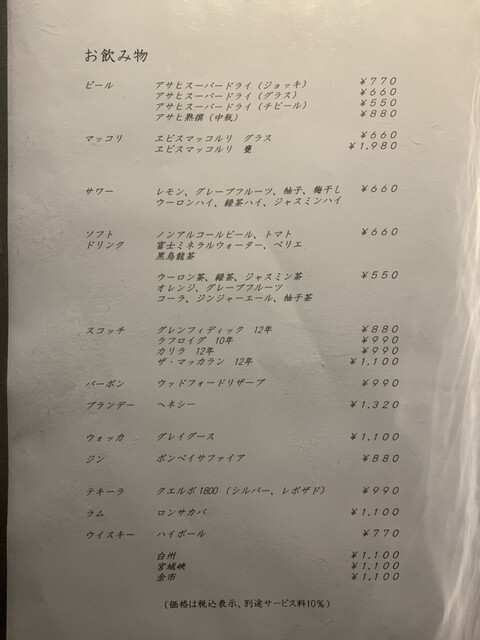 お飲み物
ビール アサヒスーパードライ（ジョッキ） ￥770
アサヒスーパードライ（グラス） ￥660
アサヒスーパードライ（チビール） ￥550
アサヒ熟撰（中瓶） ￥880
マッコリ ヱビスマッコルリ グラス ￥660
ヱビスマッコルリ 甕 ￥1,980
サワー レモン、グレープフルーツ、柚子、梅干し ￥660
ウーロンハイ、緑茶ハイ、ジャスミンハイ
ソフト ノンアルコールビール、トマト ￥660
ドリンク 富士ミネラルウォーター、ペリエ
黒烏龍茶
ウーロン茶、緑茶、ジャスミン茶 ￥550
オレンジ、グレープフルーツ
コーラ、ジンジャーエール、柚子茶
スコッチ グレンフィディック 12年 ￥880
ラフロイグ 10年 ￥990
カリラ 12年 ￥990
ザ・マッカラン 12年 ￥1,100
バーボン ウッドフォードリザーブ ￥990
ブランデー ヘネシー ￥1,320
ウォッカ グレイグース ￥1,100
ジン ボンベイサファイア ￥880
テキーラ クエルボ1800（シルバー、レポザド） ￥990
ラム ロンサカパ ￥1,100
ウイスキー ハイボール ￥770
白州 ￥1,100
宮城峡 ￥1,100
余市 ￥1,100
（価格は税込表示、別途サービス料10％）